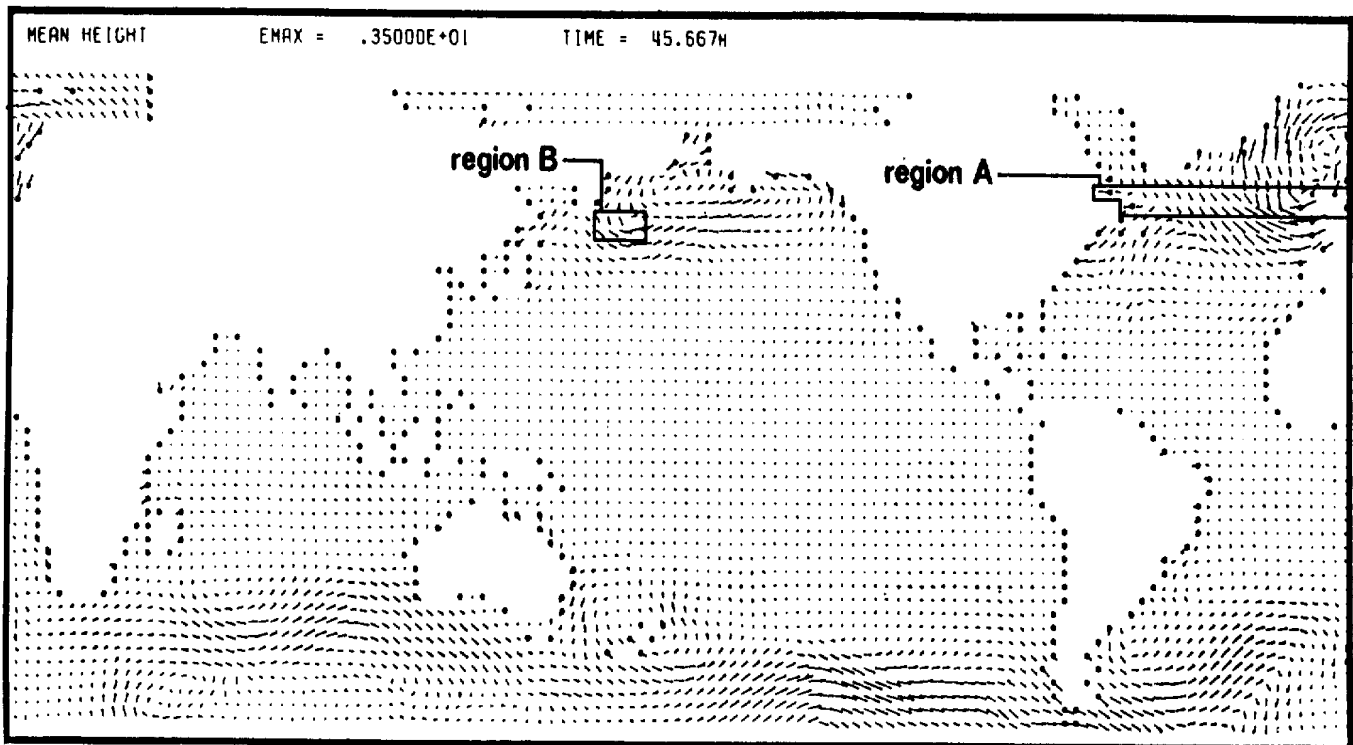 MEAN HEIGHT EMAX = .35000E+01 TIME = 45.667H
region B
region A